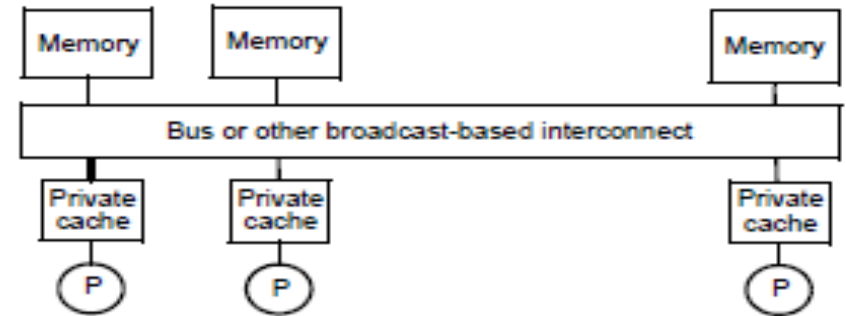 Memory
Memory
Memory
Bus or other broadcast-based interconnect
Private
cache
Private
cache
Private
cache
P
P
P